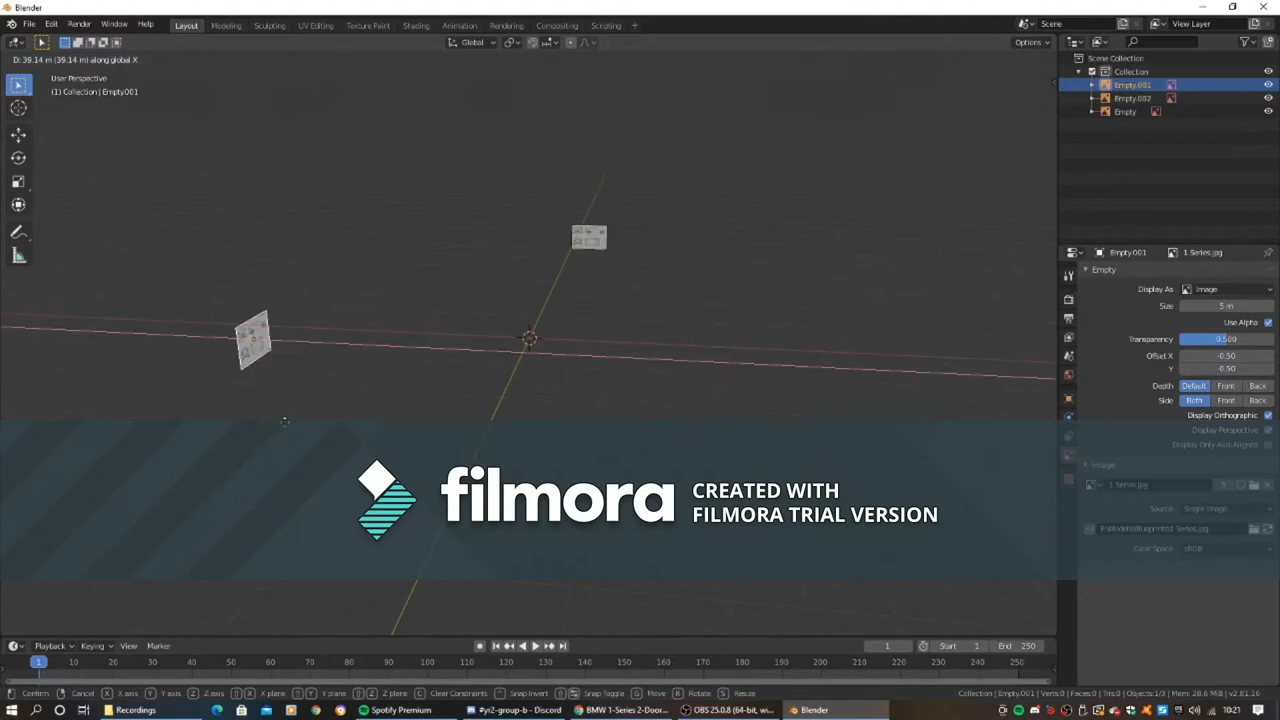 Blender
File Edit Render Window Help Layout Modeling Sculpting UV Editing Texture Paint Shading Animation Rendering Compositing Scripting + Scene View Layer
Global Options
D: 39.14 m (39.14 m) along global X
User Perspective
(1) Collection | Empty.001
Scene Collection
Collection
Empty.001
Empty.002
Empty
Empty.001 1 Series.jpg
Empty
Display As Image
Size 5 m
Use Alpha
Transparency 0.500
Offset X -0.50
Y -0.50
Depth Default Front Back
Side Both Front Back
Display Orthographic
Display Perspective
Display Only Axis Aligned
Image
1 Series.jpg 3
Source Single Image
Color Space sRGB
filmora CREATED WITH
FILMORA TRIAL VERSION
Playback Keying View Marker 1 Start 1 End 250
1 10 20 30 40 50 60 70 80 90 100 110 120 130 140 150 160 170 180 190 200 210 220 230 240 250
Confirm Cancel X X axis Y Y axis Z Z axis X X plane Y Y plane Z Z plane C Clear Constraints Snap Invert Snap Toggle G Move R Rotate S Resize Collection | Empty.001 | Verts:0 | Faces:0 | Tris:0 | Objects:1/3 | Mem: 28.6 MiB | v2.81.16
Recordings Spotify Premium #yr2-group-b - Discord BMW 1-Series 2-Door... OBS 25.0.8 (64-bit, wi... Blender 10:21